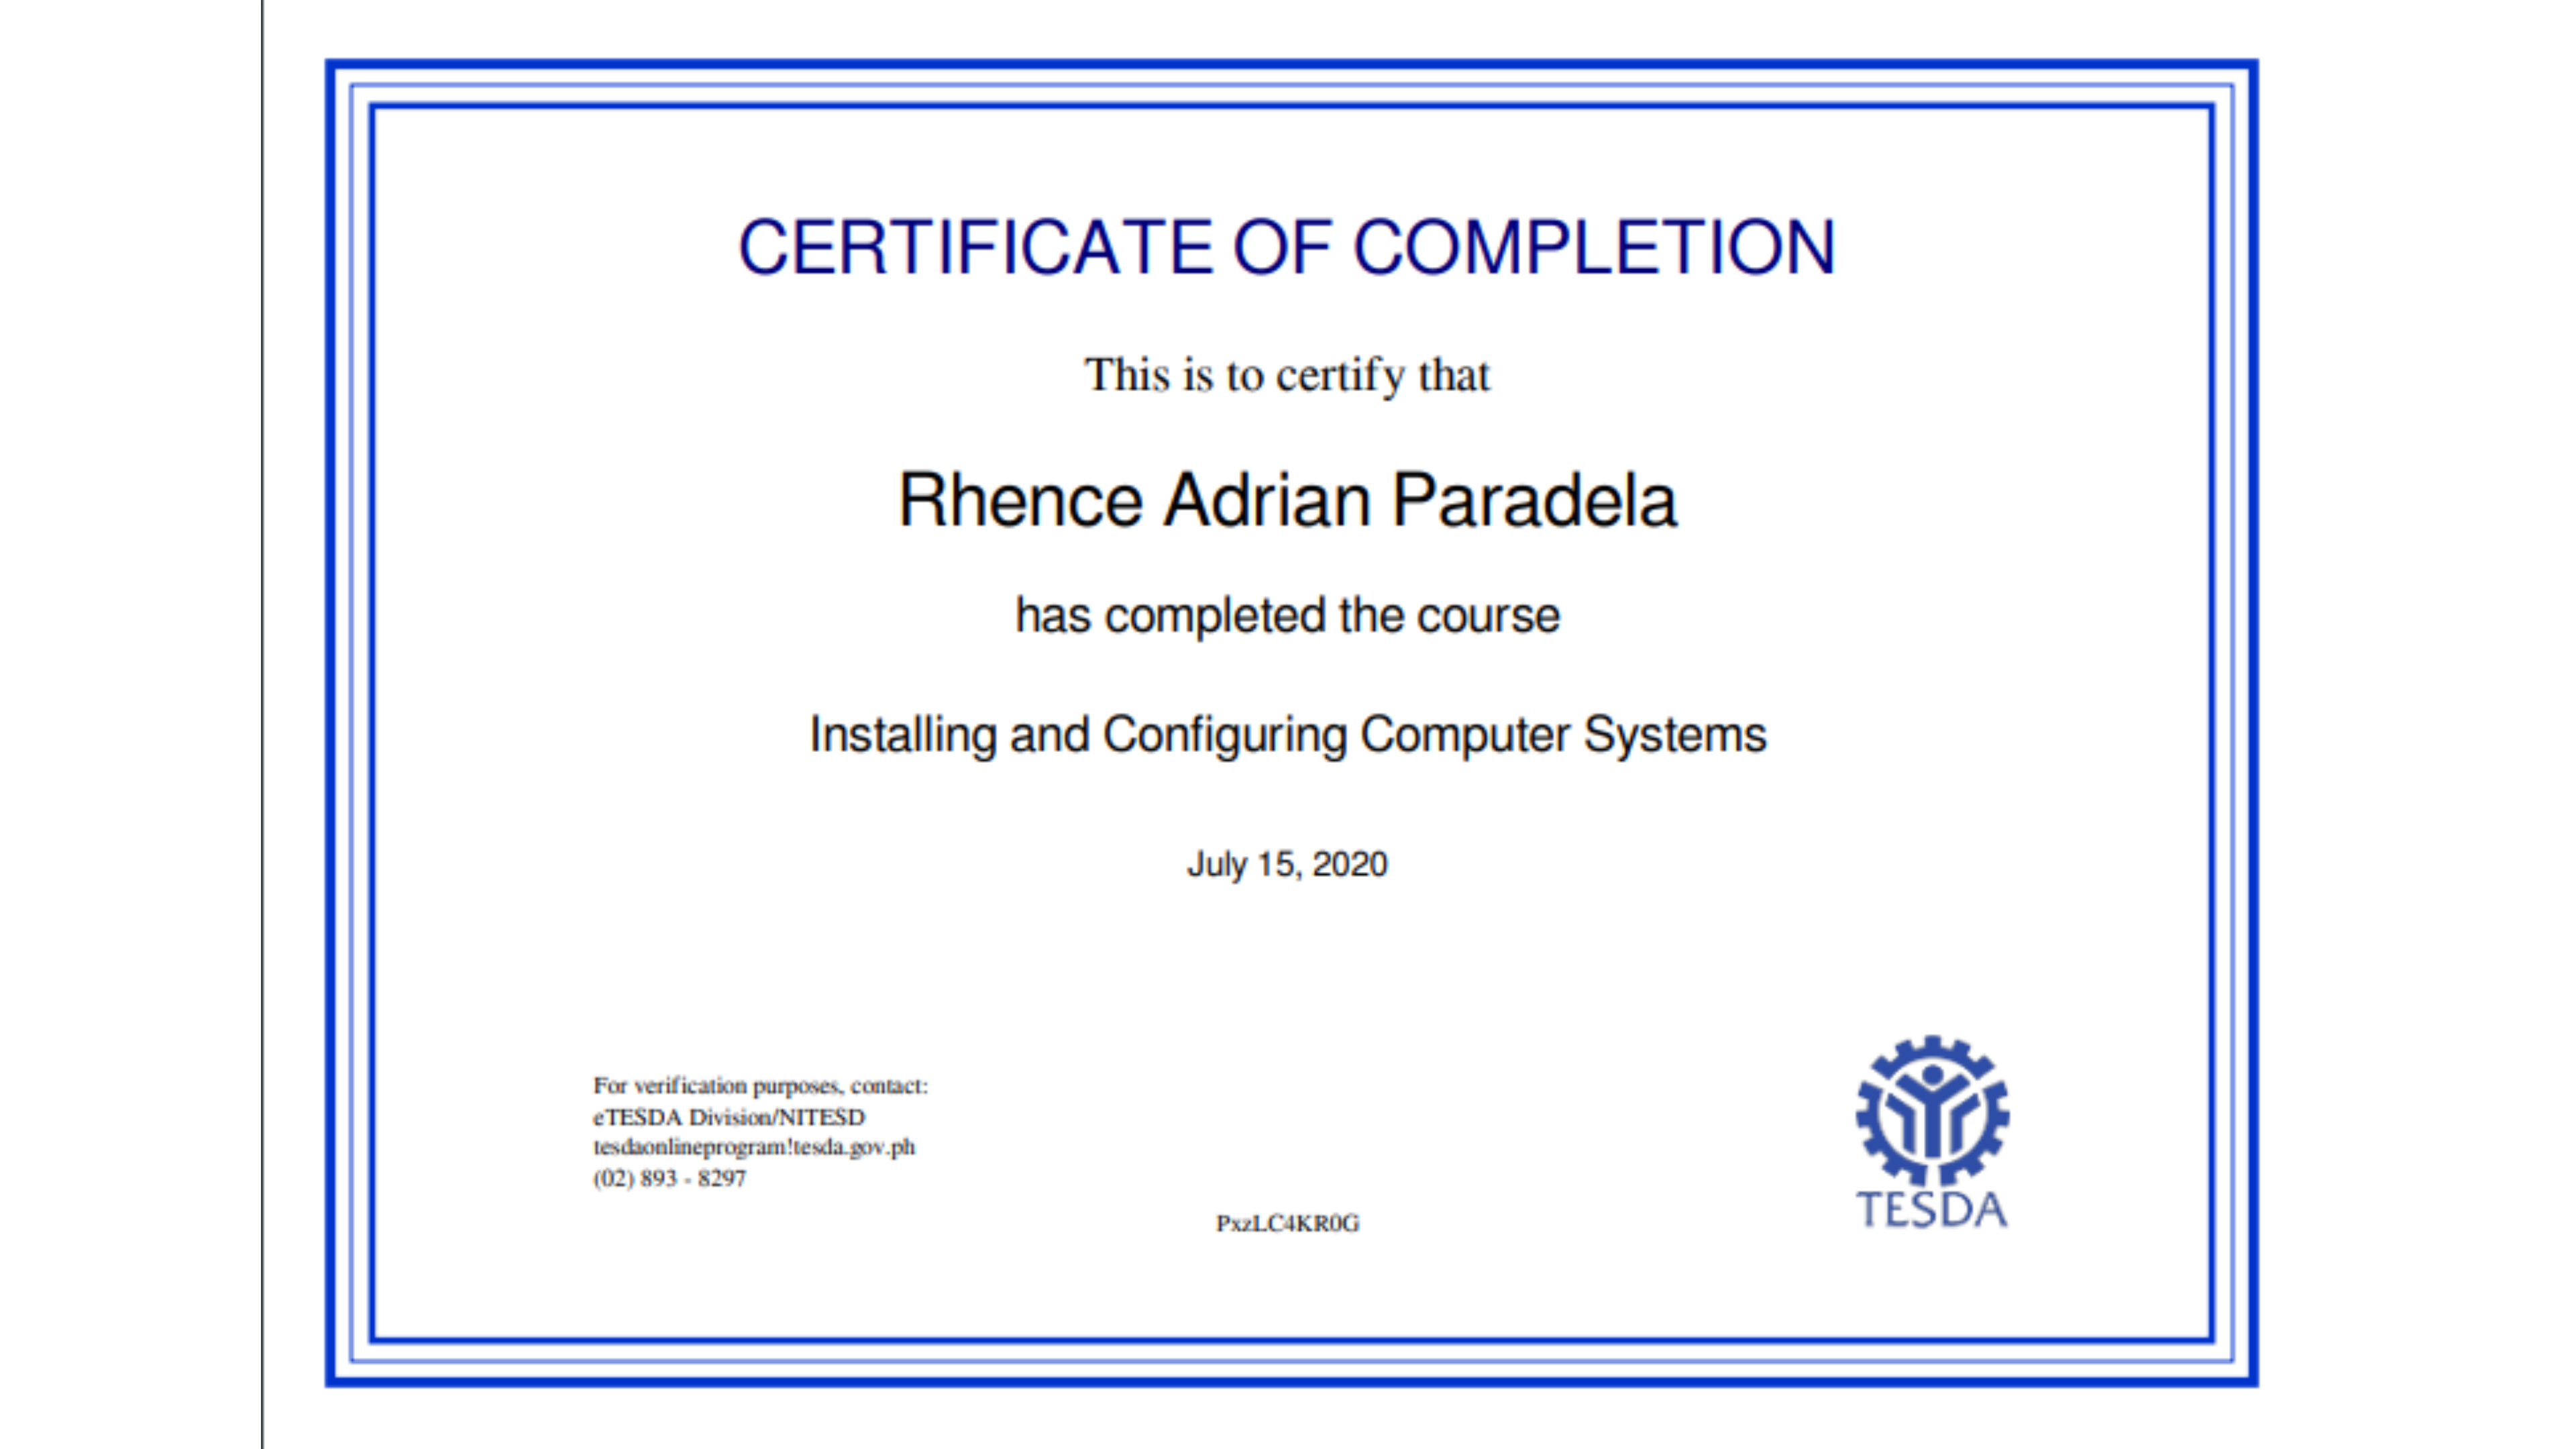 CERTIFICATE OF COMPLETION
This is to certify that
Rhence Adrian Paradela
has completed the course
Installing and Configuring Computer Systems
July 15, 2020
For verification purposes, contact:
eTESDA Division/NITESD
tesdaonlineprogram!tesda.gov.ph
(02) 893 - 8297
PxzLC4KR0G
TESDA